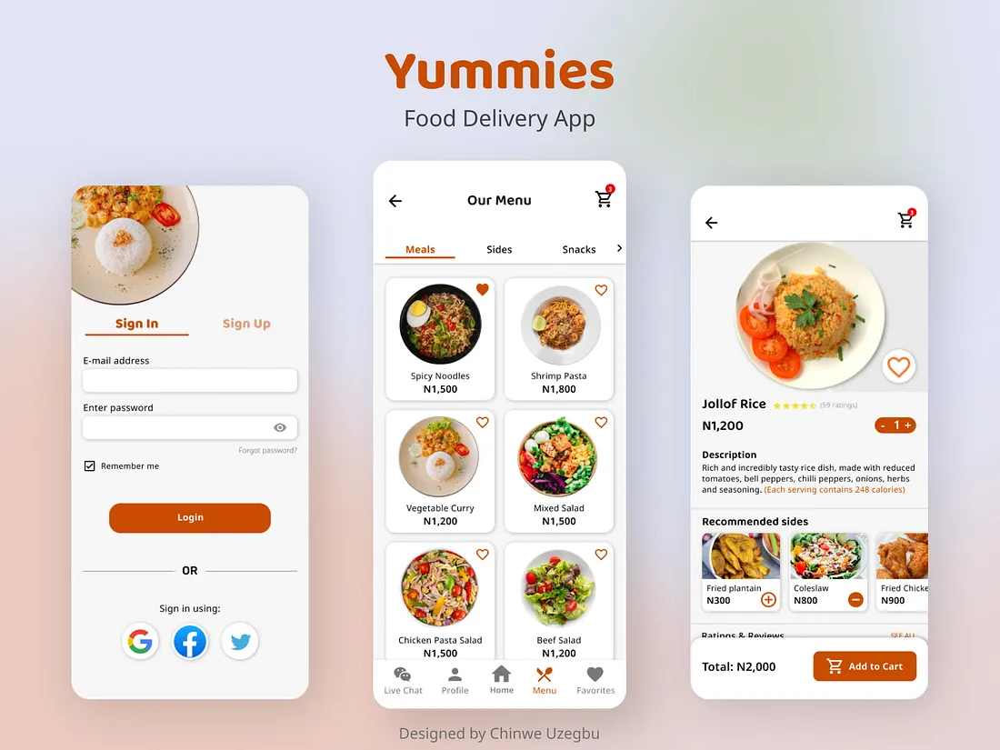 Yummies
Food Delivery App
Sign In
Sign Up
E-mail address
Enter password
Forgot password?
Remember me
Login
OR
Sign in using:
3
Our Menu
Meals
Sides
Snacks
Spicy Noodles
N1,500
Shrimp Pasta
N1,800
Vegetable Curry
N1,200
Mixed Salad
N1,500
Chicken Pasta Salad
N1,500
Beef Salad
N1,200
Live Chat
Profile
Home
Menu
Favorites
3
Jollof Rice
(59 ratings)
N1,200
- 1 +
Description
Rich and incredibly tasty rice dish, made with reduced
tomatoes, bell peppers, chilli peppers, onions, herbs
and seasoning. (Each serving contains 248 calories)
Recommended sides
Fried plantain
N300
Coleslaw
N800
Fried Chicke
N900
Ratings & Reviews
SEE ALL
Total: N2,000
Add to Cart
Designed by Chinwe Uzegbu